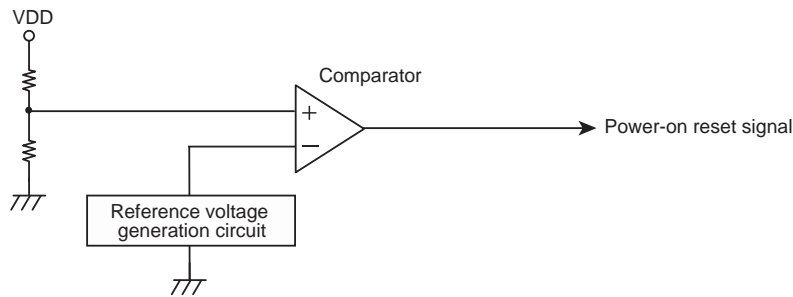 VDD
Comparator
+
Power-on reset signal
−
Reference voltage
generation circuit